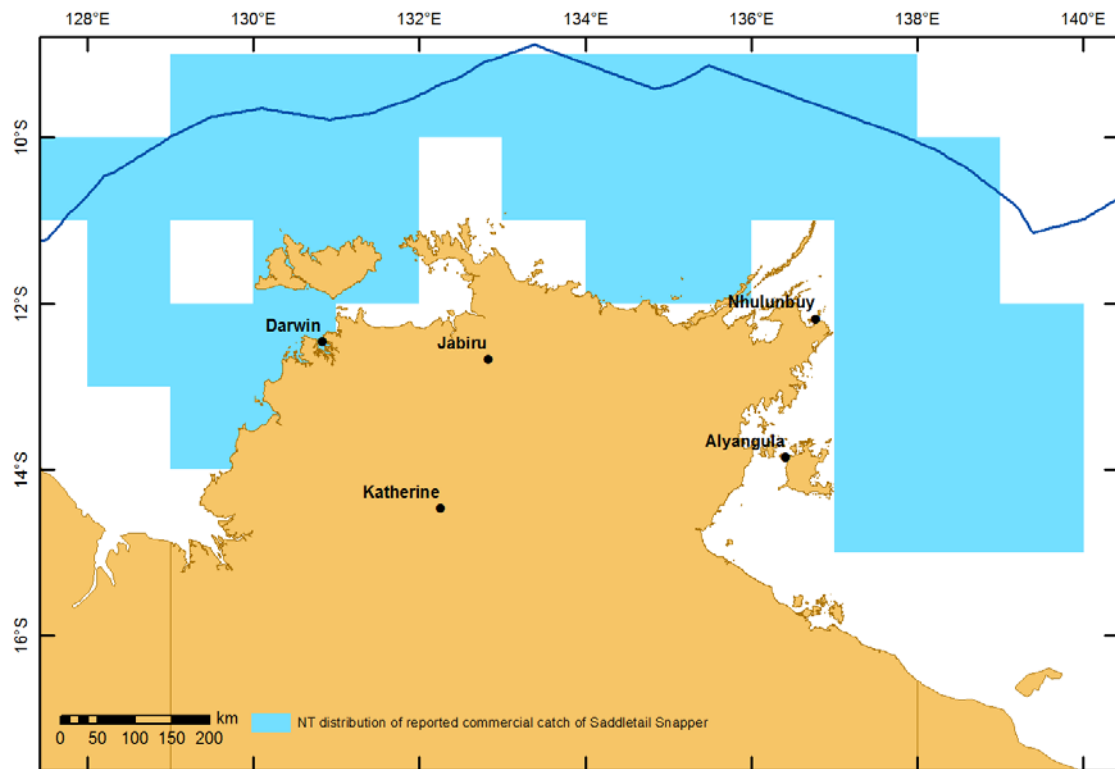 128°E 130°E 132°E 134°E 136°E 138°E 140°E
10°S
12°S
14°S
16°S
Nhulunbuy
Darwin
Jabiru
Alyangula
Katherine
km
0 50 100 150 200
NT distribution of reported commercial catch of Saddletail Snapper